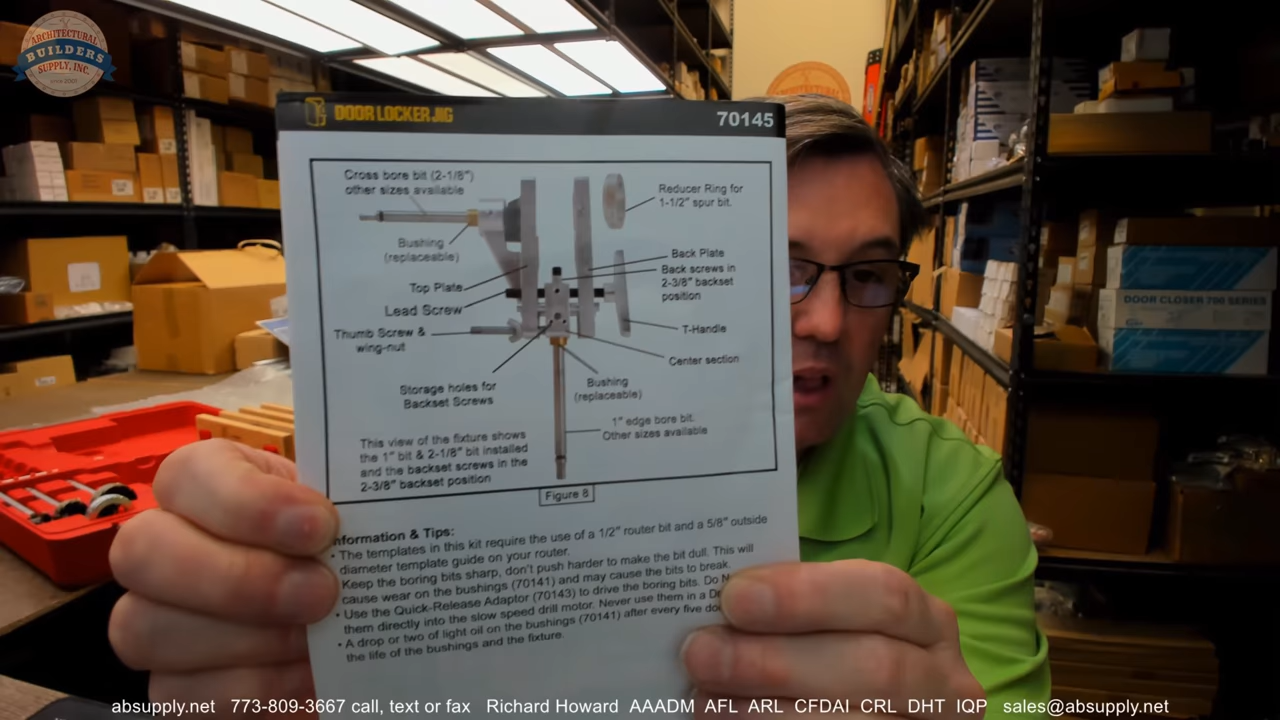 ARCHITECTURAL
BUILDERS
SUPPLY, INC.
DOOR LOCKER JIG
70145
Cross bore bit (2-1/8")
other sizes available
Reducer Ring for
1-1/2" spur bit.
Bushing
(replaceable)
Back Plate
Back screws in
2-3/8" backset
position
Top Plate
Lead Screw
Thumb Screw &
wing-nut
T-Handle
Center section
Storage holes for
Backset Screws
Bushing
(replaceable)
1" edge bore bit.
Other sizes available
This view of the fixture shows
the 1" bit & 2-1/8" bit installed
and the backset screws in the
2-3/8" backset position
Figure 8
nformation & Tips:
• The templates in this kit require the use of a 1/2" router bit and a 5/8" outside
diameter template guide on your router.
Keep the boring bits sharp, don't push harder to make the bit dull. This will
cause wear on the bushings (70141) and may cause the bits to break.
• Use the Quick-Release Adaptor (70143) to drive the boring bits. Do N
them directly into the slow speed drill motor. Never use them in a D
• A drop or two of light oil on the bushings (70141) after every five do
the life of the bushings and the fixture.
DOOR CLOSER 700 SERIES
absupply.net 773-809-3667 call, text or fax Richard Howard AAADM AFL ARL CFDAI CRL DHT IQP sales@absupply.net